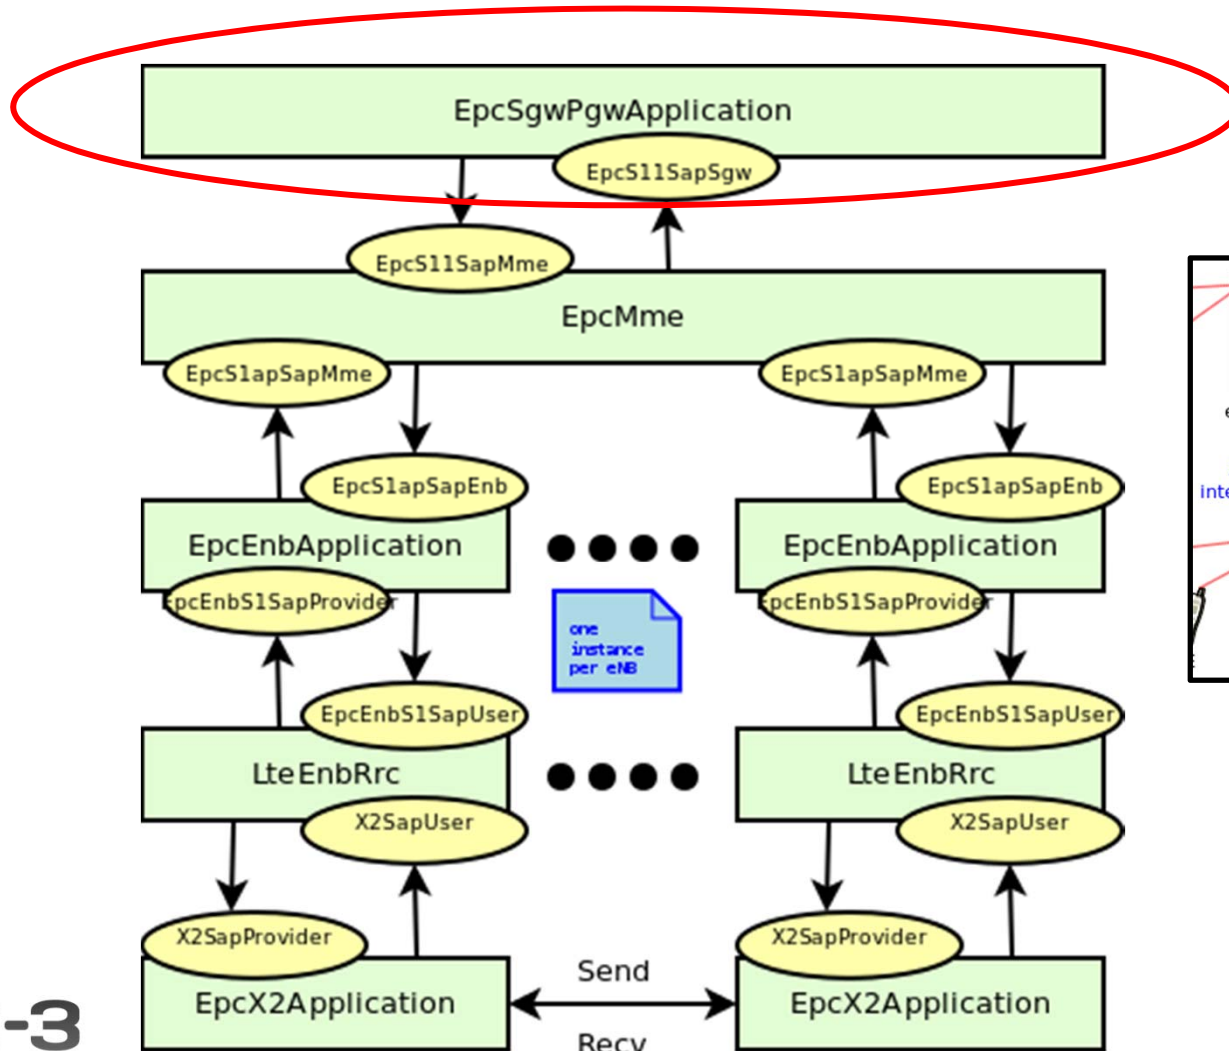 EpcSgwPgwApplication
EpcS11SapSgw
EpcS11SapMme
EpcMme
EpcS1apSapMme
EpcS1apSapMme
EpcS1apSapEnb
EpcS1apSapEnb
EpcEnbApplication
EpcEnbApplication
EpcEnbS1SapProvider
EpcEnbS1SapProvider
one
instance
per eNB
EpcEnbS1SapUser
EpcEnbS1SapUser
LteEnbRrc
LteEnbRrc
X2SapUser
X2SapUser
X2SapProvider
X2SapProvider
Send
EpcX2Application
EpcX2Application
Recv
-3